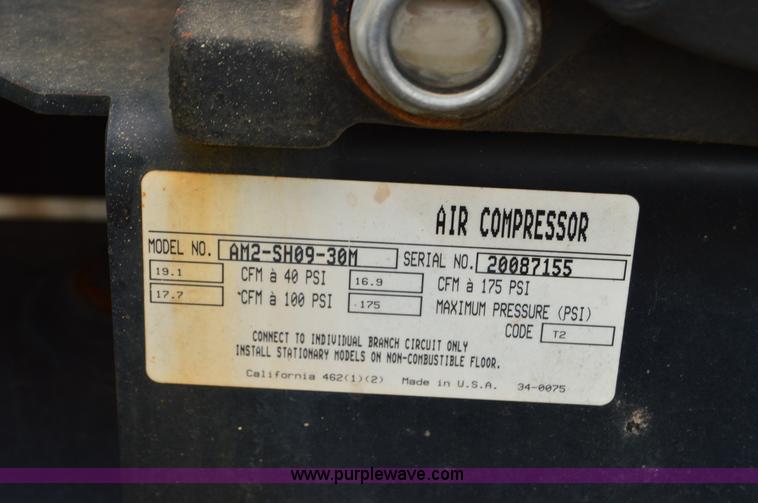 AIR COMPRESSOR
MODEL NO. AM2-SH09-30M SERIAL NO. 20087155
19.1 CFM à 40 PSI 16.9 CFM à 175 PSI
17.7 CFM à 100 PSI 175 MAXIMUM PRESSURE (PSI)
CODE T2
CONNECT TO INDIVIDUAL BRANCH CIRCUIT ONLY
INSTALL STATIONARY MODELS ON NON-COMBUSTIBLE FLOOR.
California 462(1)(2) Made in U.S.A. 34-0075
www.purplewave.com